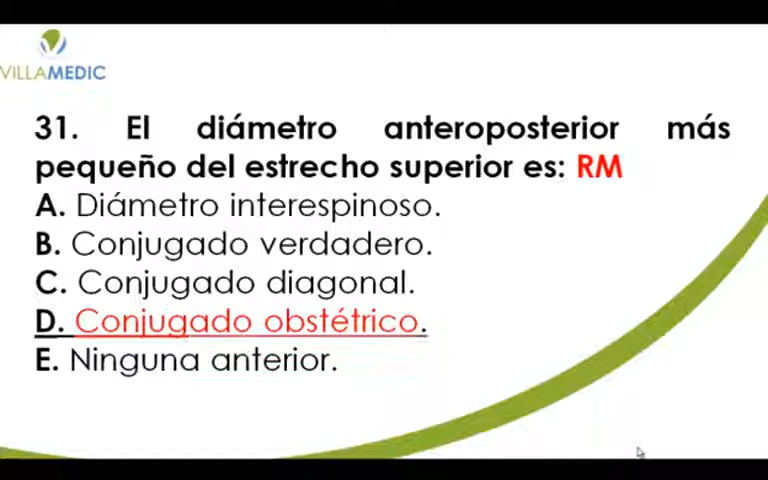 VILLAMEDIC
31. El diámetro anteroposterior más
pequeño del estrecho superior es: RM
A. Diámetro interespinoso.
B. Conjugado verdadero.
C. Conjugado diagonal.
D. Conjugado obstétrico.
E. Ninguna anterior.